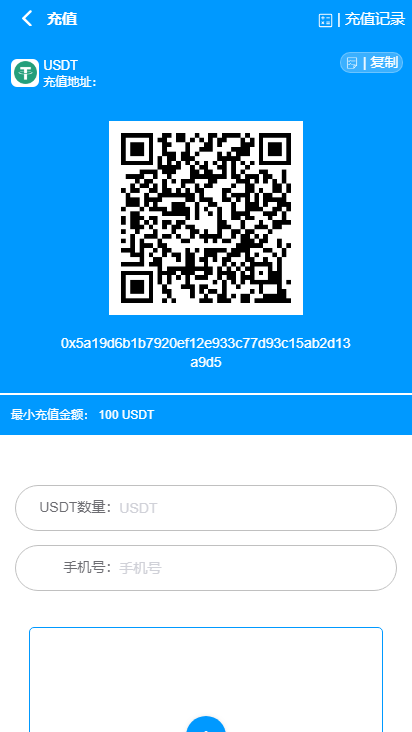 充值
| 充值记录
USDT
充值地址：
| 复制
0x5a19d6b1b7920ef12e933c77d93c15ab2d13
a9d5
最小充值金额： 100 USDT
USDT数量： USDT
手机号： 手机号